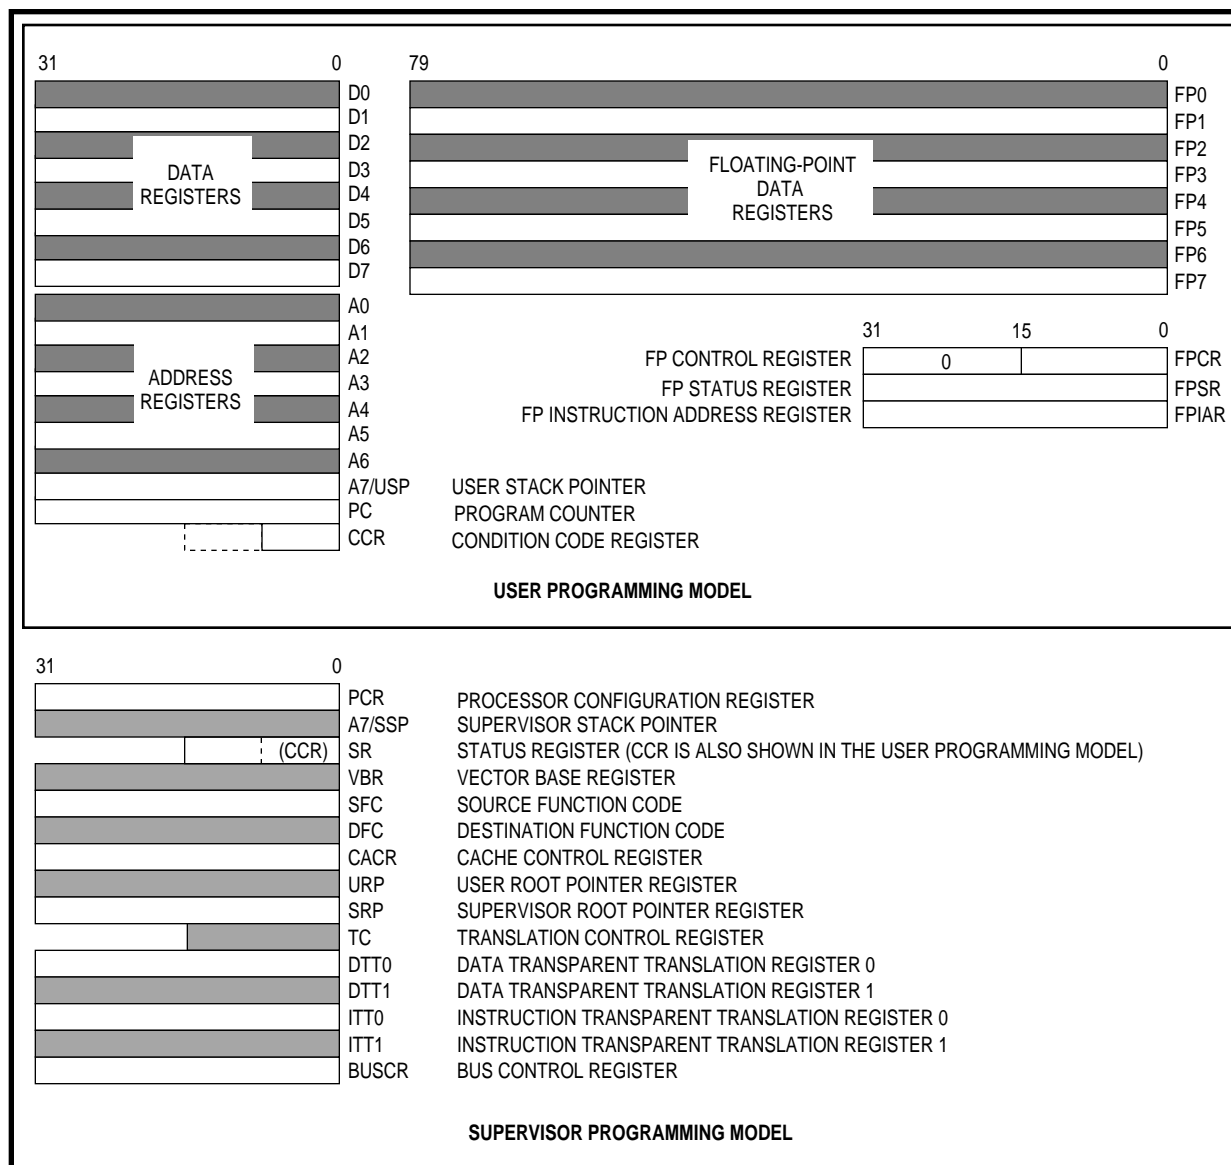 31 0 79 0
D0
D1
D2
D3
D4
D5
D6
D7
DATA
REGISTERS
FP0
FP1
FP2
FP3
FP4
FP5
FP6
FP7
FLOATING-POINT
DATA
REGISTERS
A0
A1
A2
A3
A4
A5
A6
ADDRESS
REGISTERS
31 15 0
FP CONTROL REGISTER 0 FPCR
FP STATUS REGISTER FPSR
FP INSTRUCTION ADDRESS REGISTER FPIAR
A7/USP USER STACK POINTER
PC PROGRAM COUNTER
CCR CONDITION CODE REGISTER
USER PROGRAMMING MODEL
31 0
PCR PROCESSOR CONFIGURATION REGISTER
A7/SSP SUPERVISOR STACK POINTER
(CCR) SR STATUS REGISTER (CCR IS ALSO SHOWN IN THE USER PROGRAMMING MODEL)
VBR VECTOR BASE REGISTER
SFC SOURCE FUNCTION CODE
DFC DESTINATION FUNCTION CODE
CACR CACHE CONTROL REGISTER
URP USER ROOT POINTER REGISTER
SRP SUPERVISOR ROOT POINTER REGISTER
TC TRANSLATION CONTROL REGISTER
DTT0 DATA TRANSPARENT TRANSLATION REGISTER 0
DTT1 DATA TRANSPARENT TRANSLATION REGISTER 1
ITT0 INSTRUCTION TRANSPARENT TRANSLATION REGISTER 0
ITT1 INSTRUCTION TRANSPARENT TRANSLATION REGISTER 1
BUSCR BUS CONTROL REGISTER
SUPERVISOR PROGRAMMING MODEL